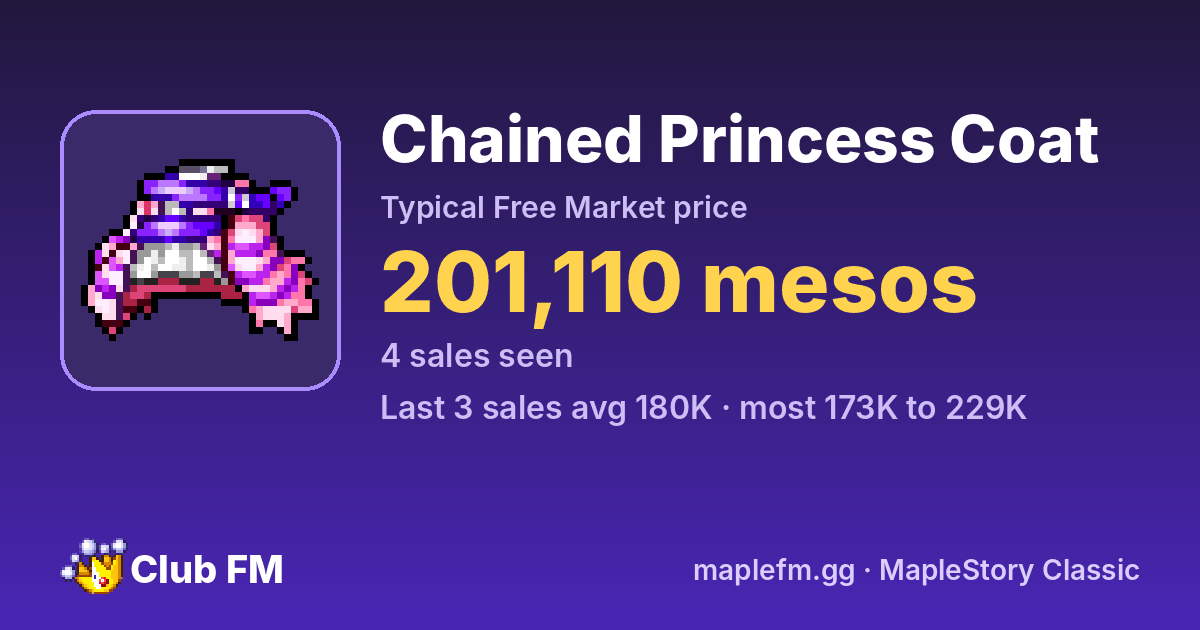 Chained Princess Coat
Typical Free Market price
201,110 mesos
4 sales seen
Last 3 sales avg 180K · most 173K to 229K
Club FM
maplefm.gg · MapleStory Classic